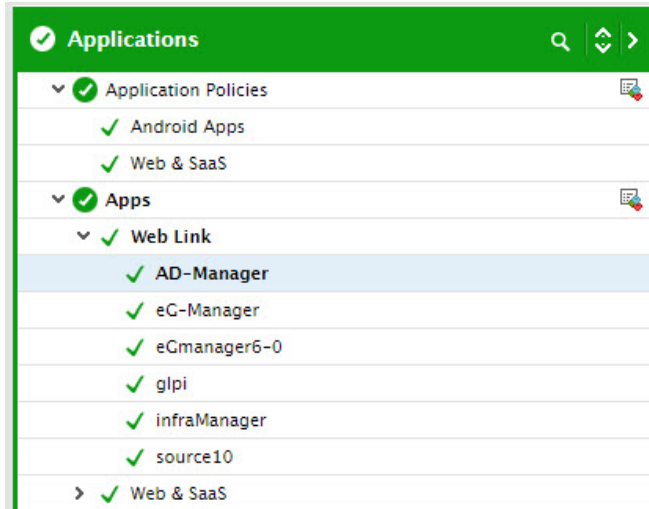 Applications
Application Policies
Android Apps
Web & SaaS
Apps
Web Link
AD-Manager
eG-Manager
eGmanager6-0
glpi
infraManager
source10
Web & SaaS